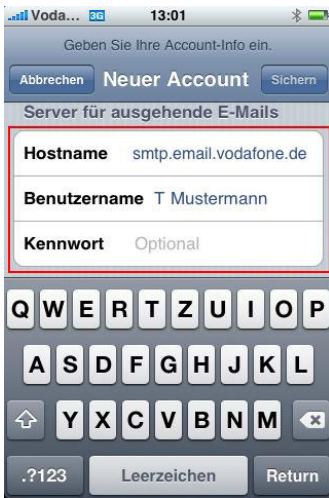 Voda... 3G 13:01
Geben Sie Ihre Account-Info ein.
Abbrechen Neuer Account Sichern
Server für ausgehende E-Mails
Hostname smtp.email.vodafone.de
Benutzername T Mustermann
Kennwort Optional
Q W E R T Z U I O P
A S D F G H J K L
Y X C V B N M
.?123 Leerzeichen Return